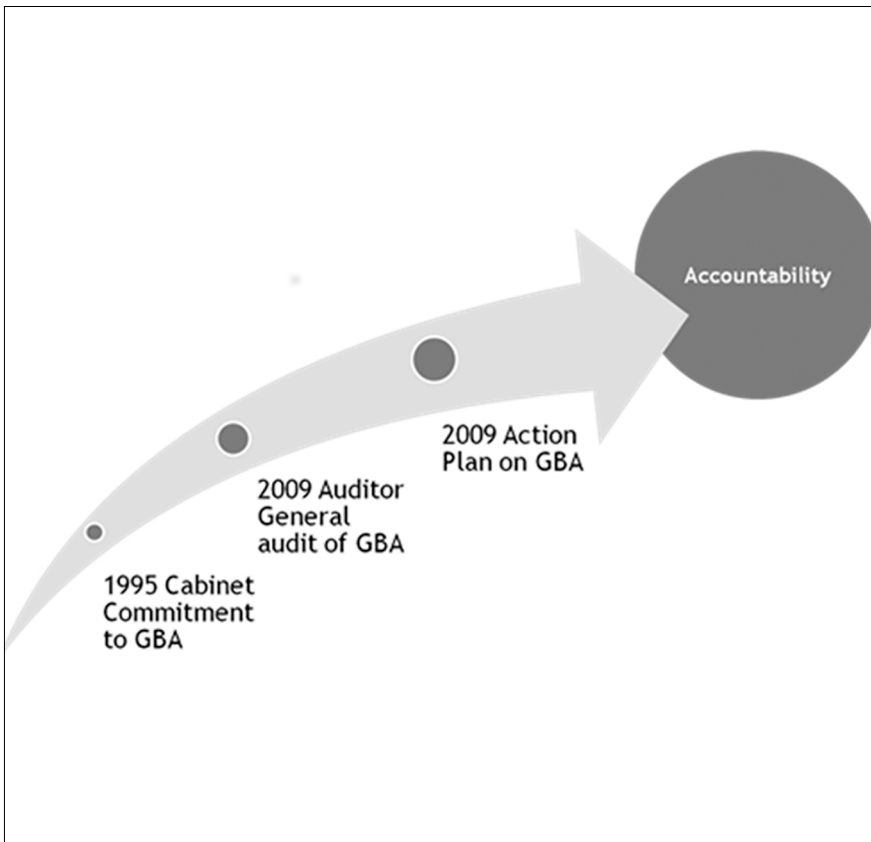 Accountability
2009 Action
Plan on GBA
2009 Auditor
General
audit of GBA
1995 Cabinet
Commitment
to GBA